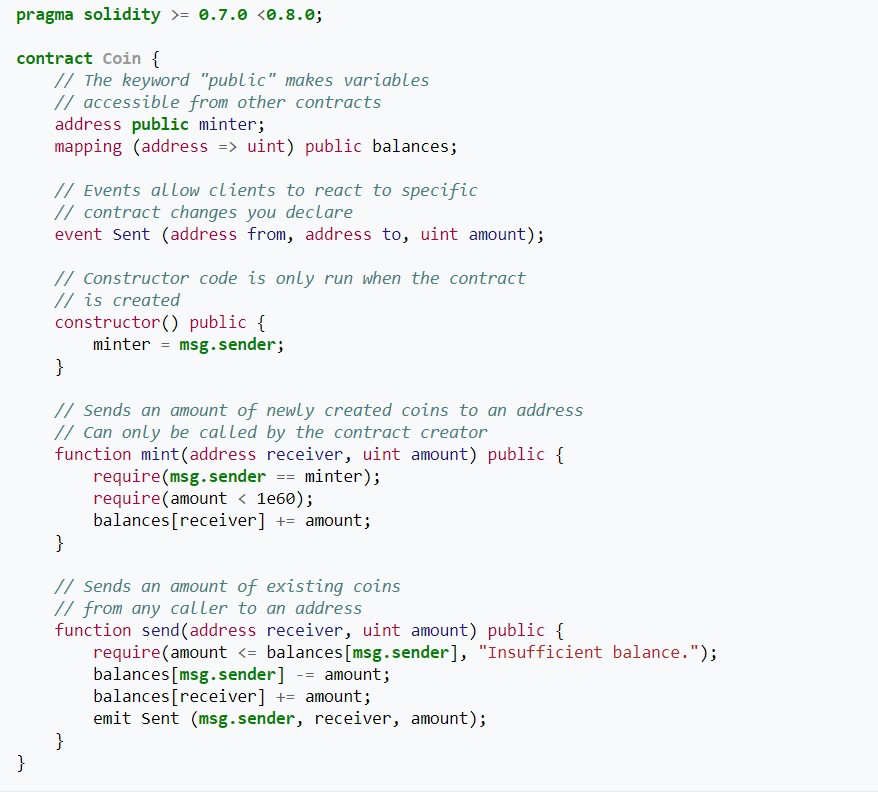 pragma solidity >= 0.7.0 <0.8.0;

contract Coin {
    // The keyword "public" makes variables
    // accessible from other contracts
    address public minter;
    mapping (address => uint) public balances;

    // Events allow clients to react to specific
    // contract changes you declare
    event Sent (address from, address to, uint amount);

    // Constructor code is only run when the contract
    // is created
    constructor() public {
        minter = msg.sender;
    }

    // Sends an amount of newly created coins to an address
    // Can only be called by the contract creator
    function mint(address receiver, uint amount) public {
        require(msg.sender == minter);
        require(amount < 1e60);
        balances[receiver] += amount;
    }

    // Sends an amount of existing coins
    // from any caller to an address
    function send(address receiver, uint amount) public {
        require(amount <= balances[msg.sender], "Insufficient balance.");
        balances[msg.sender] -= amount;
        balances[receiver] += amount;
        emit Sent (msg.sender, receiver, amount);
    }
}